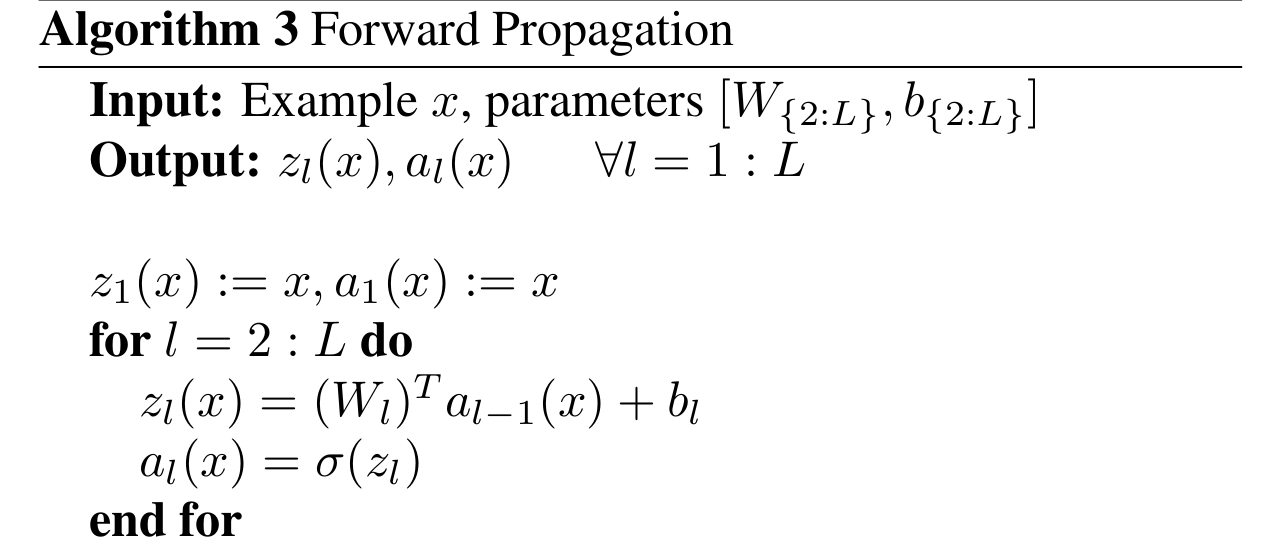 Algorithm 3 Forward Propagation
Input: Example x, parameters [W_{\{2:L\}}, b_{\{2:L\}}]
Output: z_l(x), a_l(x) ∀l = 1 : L
z_1(x) := x, a_1(x) := x
for l = 2 : L do
z_l(x) = (W_l)^T a_{l−1}(x) + b_l
a_l(x) = σ(z_l)
end for